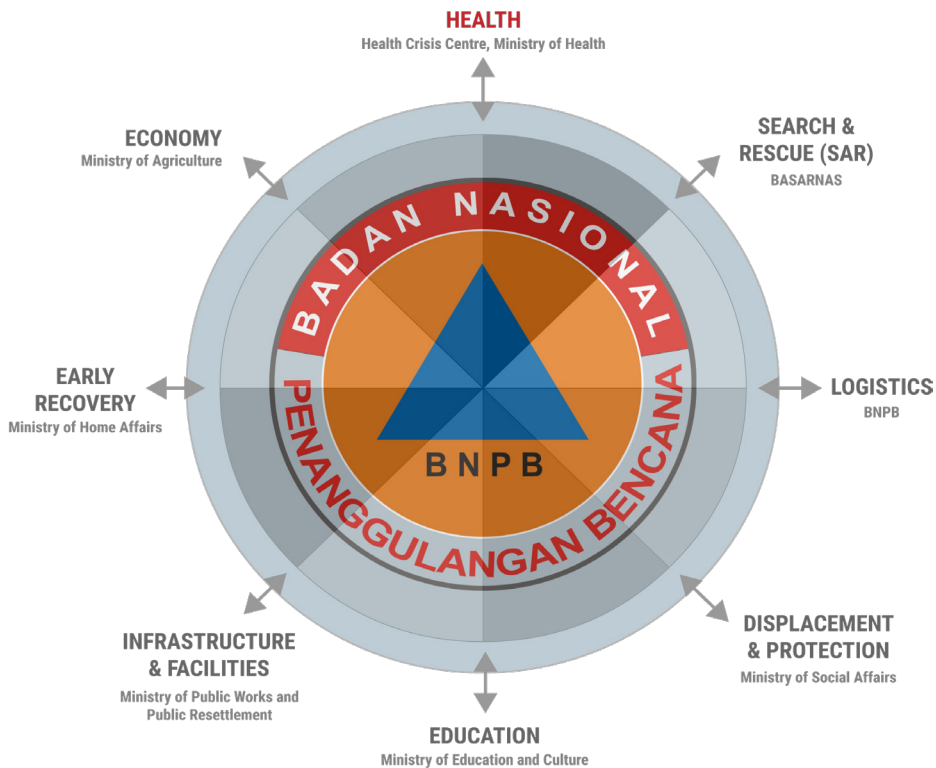 HEALTH
Health Crisis Centre, Ministry of Health
ECONOMY
Ministry of Agriculture
SEARCH &
RESCUE (SAR)
BASARNAS
BADAN NASIONAL
PENANGGULANGAN BENCANA
BNPB
EARLY
RECOVERY
Ministry of Home Affairs
LOGISTICS
BNPB
INFRASTRUCTURE
& FACILITIES
Ministry of Public Works and
Public Resettlement
DISPLACEMENT
& PROTECTION
Ministry of Social Affairs
EDUCATION
Ministry of Education and Culture